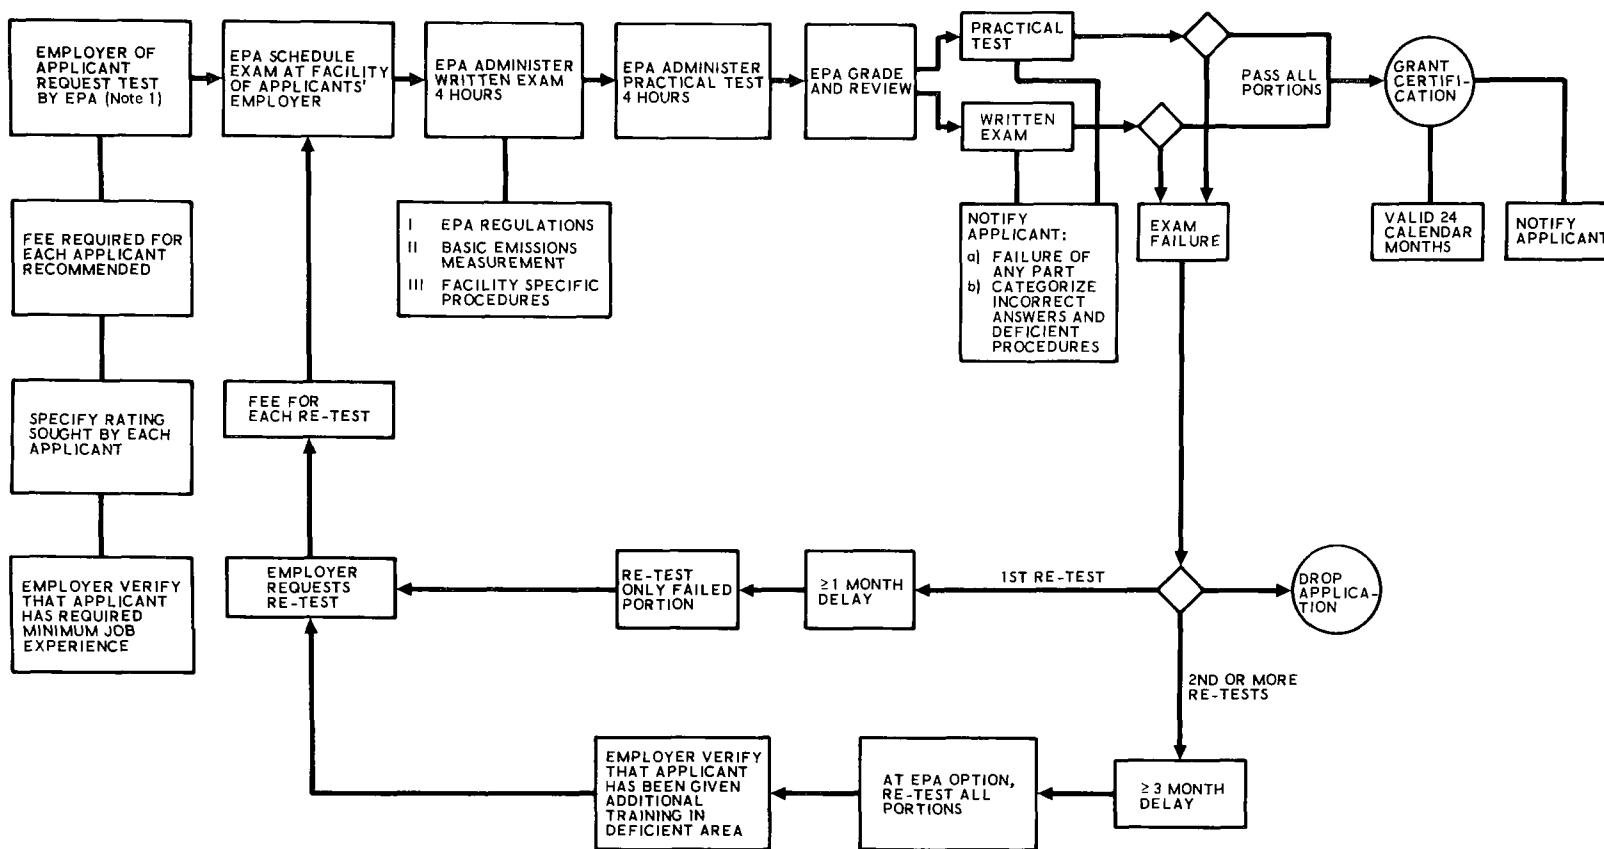 EMPLOYER OF
APPLICANT
REQUEST TEST
BY EPA (Note 1)
EPA SCHEDULE
EXAM AT FACILITY
OF APPLICANTS'
EMPLOYER
EPA ADMINISTER
WRITTEN EXAM
4 HOURS
EPA ADMINISTER
PRACTICAL TEST
4 HOURS
EPA GRADE
AND REVIEW
PRACTICAL
TEST
WRITTEN
EXAM
PASS ALL
PORTIONS
GRANT
CERTIFI-
CATION
FEE REQUIRED FOR
EACH APPLICANT
RECOMMENDED
I EPA REGULATIONS
II BASIC EMISSIONS
MEASUREMENT
III FACILITY SPECIFIC
PROCEDURES
NOTIFY
APPLICANT:
a) FAILURE OF
ANY PART
b) CATEGORIZE
INCORRECT
ANSWERS AND
DEFICIENT
PROCEDURES
EXAM
FAILURE
VALID 24
CALENDAR
MONTHS
NOTIFY
APPLICANT
SPECIFY RATING
SOUGHT BY EACH
APPLICANT
FEE FOR
EACH RE-TEST
EMPLOYER VERIFY
THAT APPLICANT
HAS REQUIRED
MINIMUM JOB
EXPERIENCE
EMPLOYER
REQUESTS
RE-TEST
RE-TEST
ONLY FAILED
PORTION
≥1 MONTH
DELAY
1ST RE-TEST
DROP
APPLICA-
TION
2ND OR MORE
RE-TESTS
EMPLOYER VERIFY
THAT APPLICANT
HAS BEEN GIVEN
ADDITIONAL
TRAINING IN
DEFICIENT AREA
AT EPA OPTION,
RE-TEST ALL
PORTIONS
≥3 MONTH
DELAY